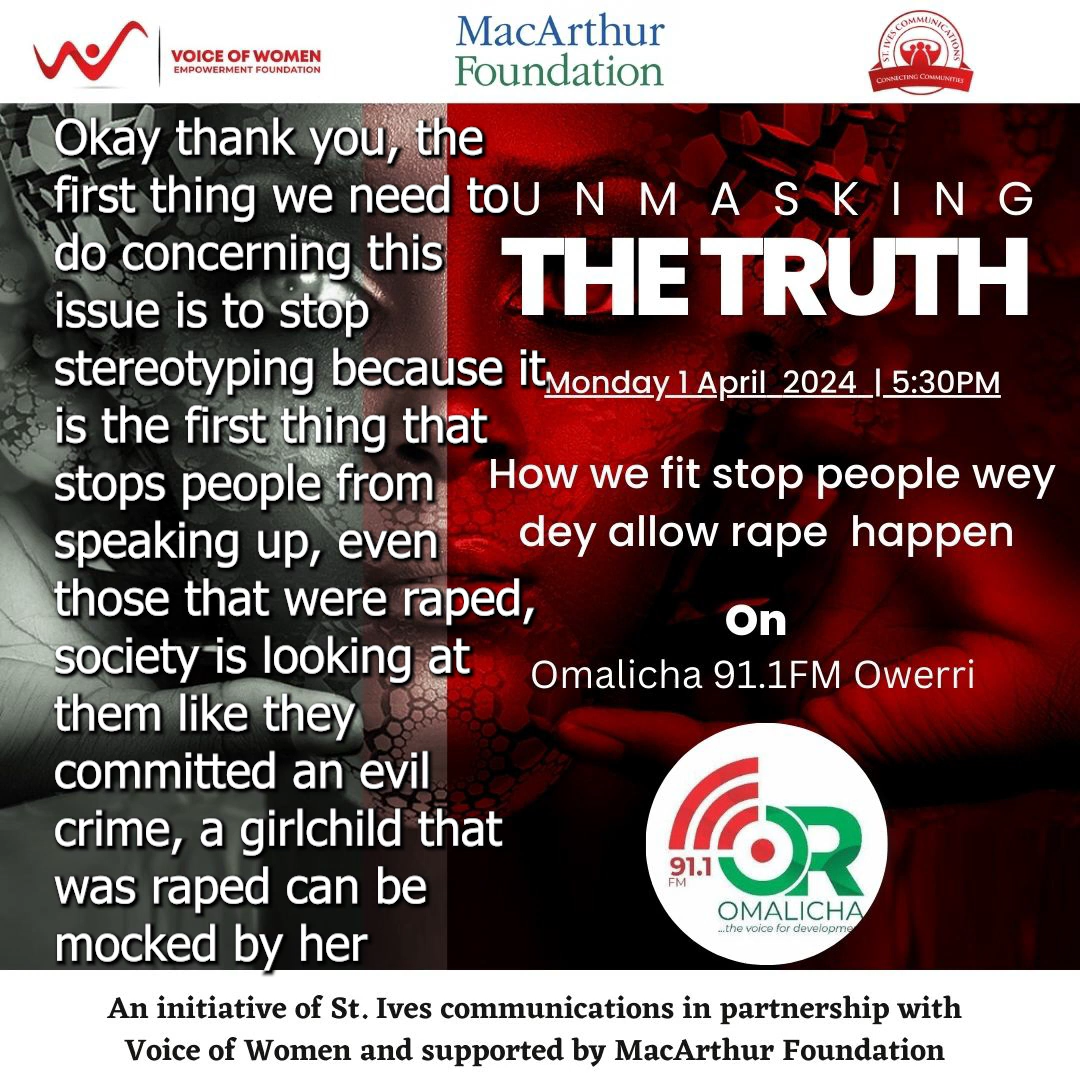 VOICE OF WOMEN
EMPOWERMENT FOUNDATION
MacArthur
Foundation
ST. IVES COMMUNICATIONS
CONNECTING COMMUNITIES
Okay thank you, the
first thing we need to
do concerning this
issue is to stop
stereotyping because it
is the first thing that
stops people from
speaking up, even
those that were raped,
society is looking at
them like they
committed an evil
crime, a girlchild that
was raped can be
mocked by her
UNMASKING
THE TRUTH
Monday 1 April 2024 | 5:30PM
How we fit stop people wey
dey allow rape happen
On
Omalicha 91.1FM Owerri
91.1
FM
OR
OMALICHA
...the voice for developme
An initiative of St. Ives communications in partnership with
Voice of Women and supported by MacArthur Foundation